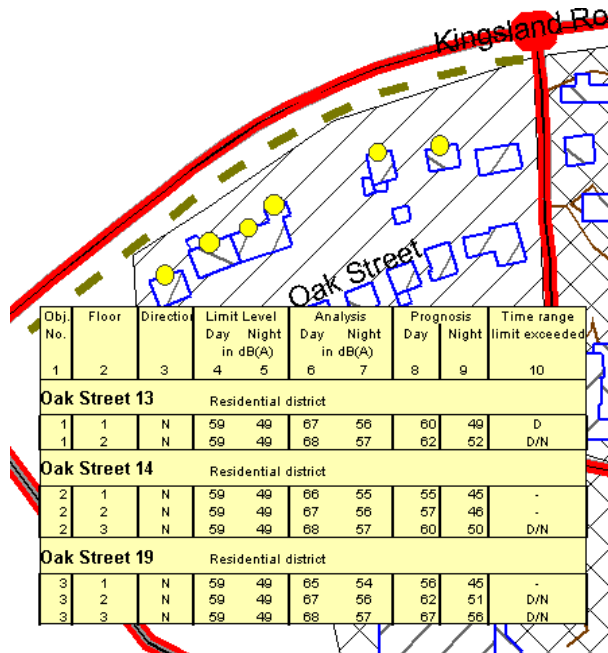 Kingsland Ro
Oak Street
Obj. Floor Direction Limit Level Analysis Prognosis Time range
No. Day Night Day Night Day Night limit exceeded
in dB(A) in dB(A)
1 2 3 4 5 6 7 8 9 10
Oak Street 13 Residential district
1 1 N 59 49 67 56 60 49 D
1 2 N 59 49 68 57 62 52 D/N
Oak Street 14 Residential district
2 1 N 59 49 66 55 55 45 -
2 2 N 59 49 67 56 57 46 -
2 3 N 59 49 68 57 60 50 D/N
Oak Street 19 Residential district
3 1 N 59 49 65 54 56 45 -
3 2 N 59 49 67 56 62 51 D/N
3 3 N 59 49 68 57 67 56 D/N